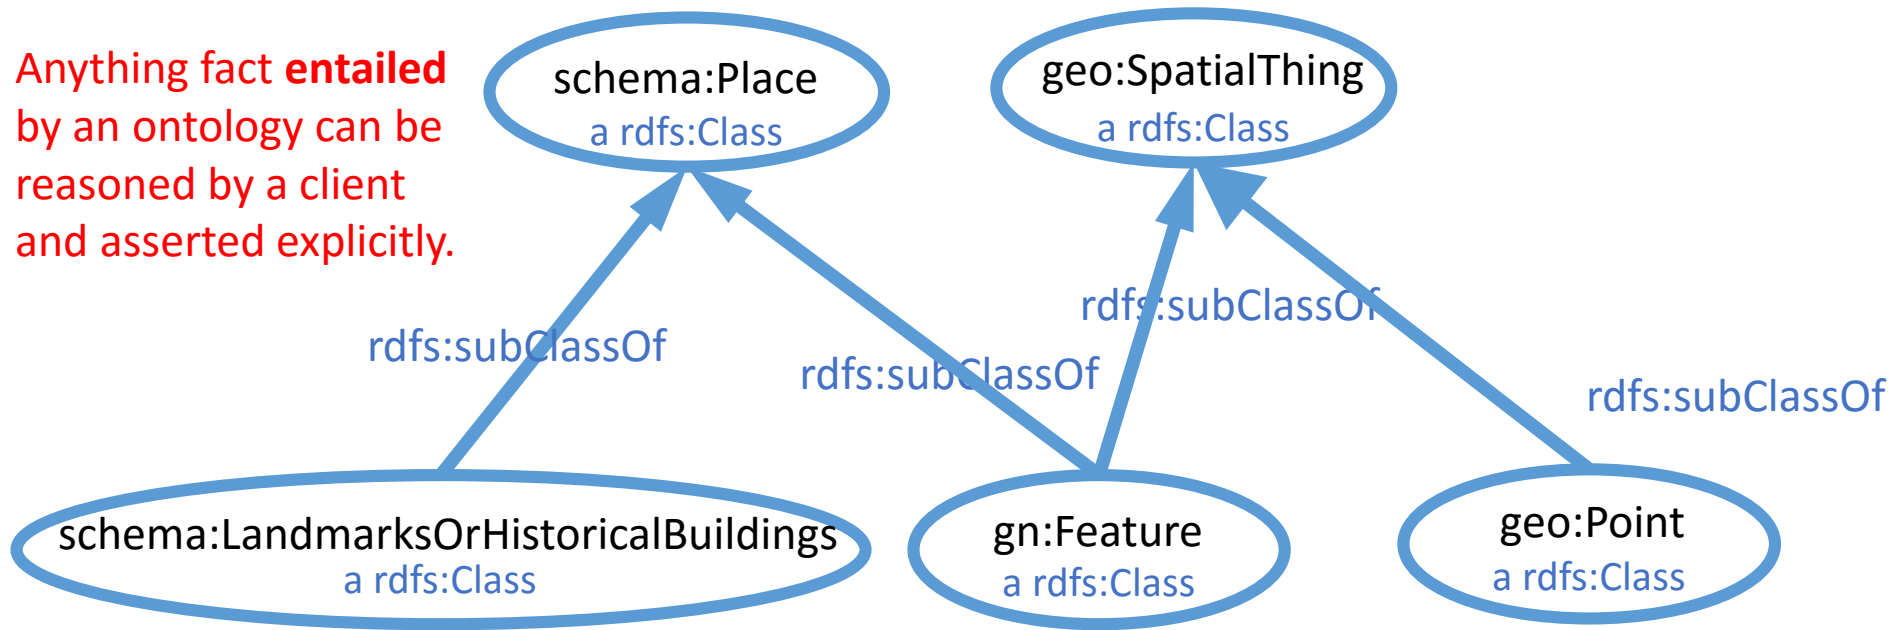 Anything fact entailed
by an ontology can be
reasoned by a client
and asserted explicitly.
schema:Place
a rdfs:Class
geo:SpatialThing
a rdfs:Class
rdfs:subClassOf
rdfs:subClassOf
rdfs:subClassOf
rdfs:subClassOf
schema:LandmarksOrHistoricalBuildings
a rdfs:Class
gn:Feature
a rdfs:Class
geo:Point
a rdfs:Class